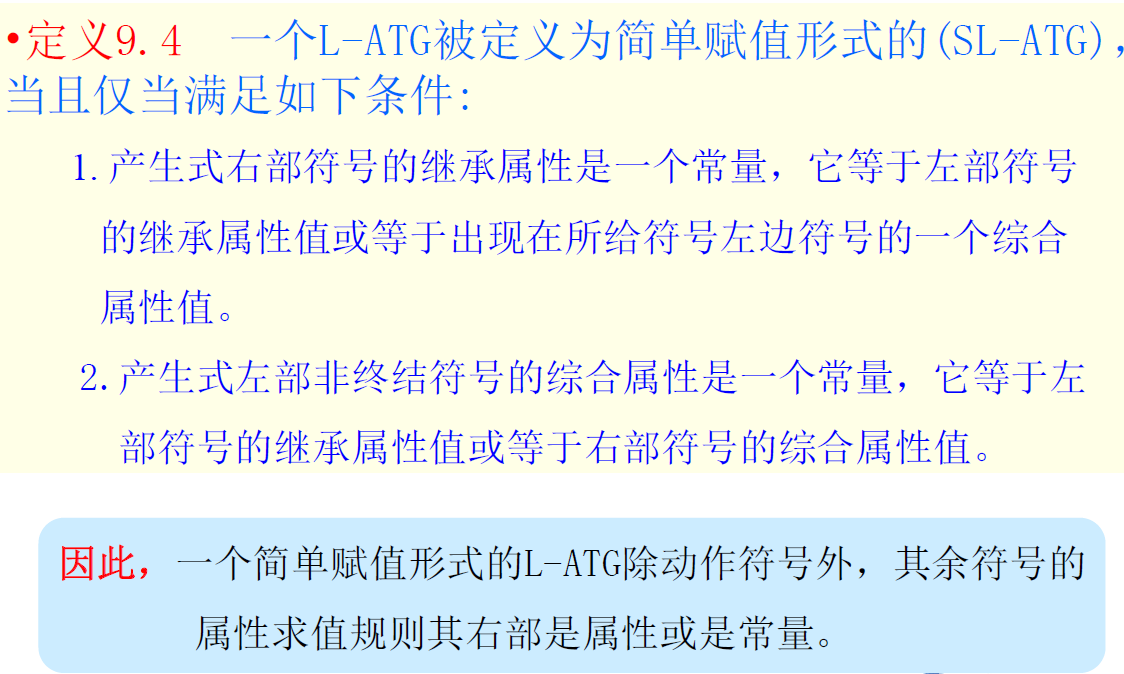 •定义9.4 一个L-ATG被定义为简单赋值形式的(SL-ATG),
当且仅当满足如下条件:
1.产生式右部符号的继承属性是一个常量，它等于左部符号
的继承属性值或等于出现在所给符号左边符号的一个综合
属性值。
2.产生式左部非终结符号的综合属性是一个常量，它等于左
部符号的继承属性值或等于右部符号的综合属性值。
因此，一个简单赋值形式的L-ATG除动作符号外，其余符号的
属性求值规则其右部是属性或是常量。